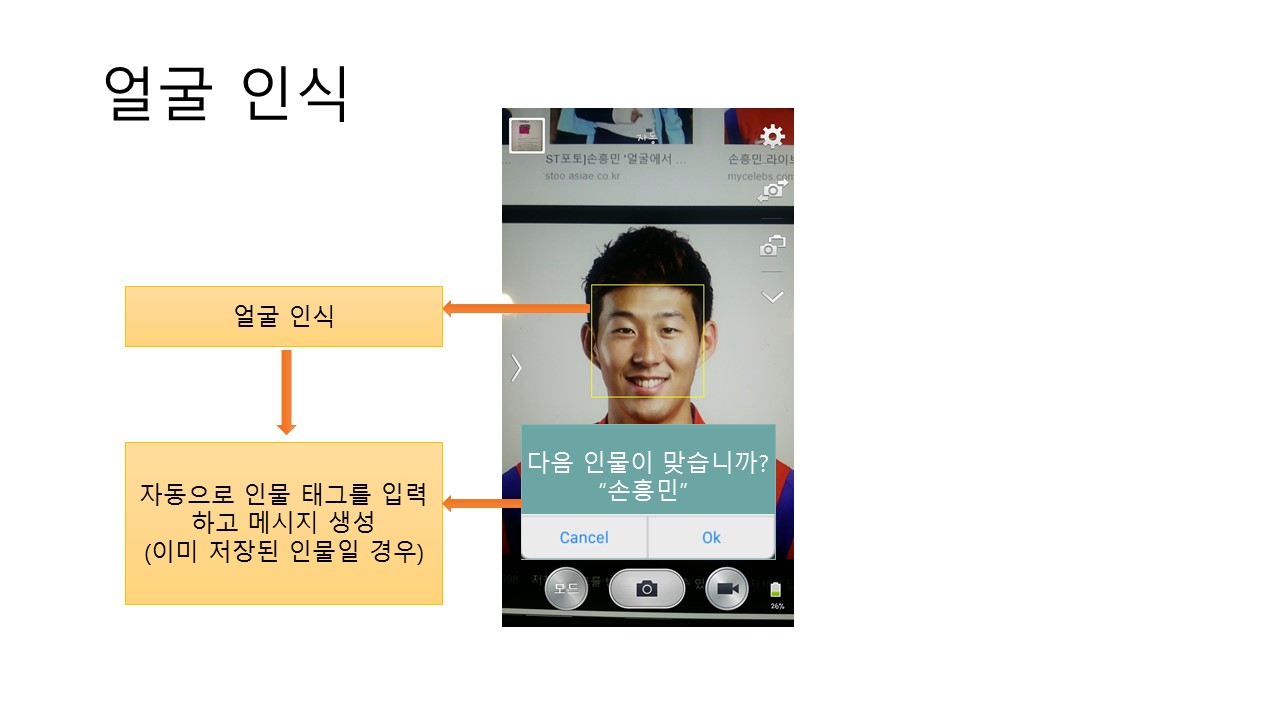 얼굴 인식
자동
ST포토]손흥민 '얼굴에서 ...
stoo.asiae.co.kr
손흥민 라이브
mycelebs.com
얼굴 인식
자동으로 인물 태그를 입력
하고 메시지 생성
(이미 저장된 인물일 경우)
다음 인물이 맞습니까?
"손흥민"
Cancel
Ok
모드
26%